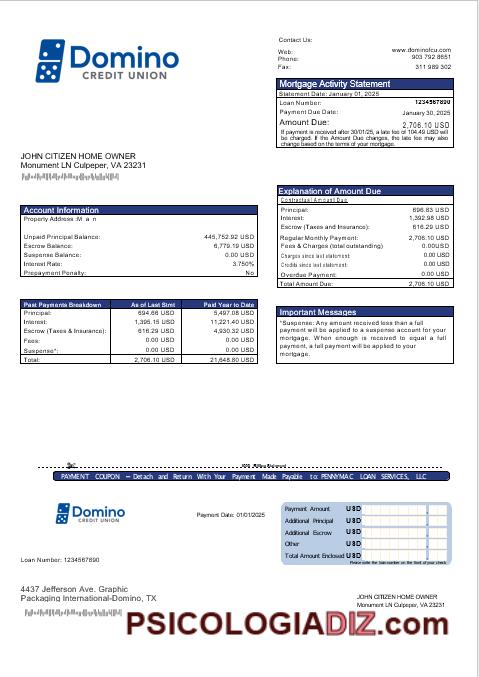 Domino
CREDIT UNION
Contact Us:
Web: www.dominofcu.com
Phone: 903 792 8651
Fax: 311 989 302
Mortgage Activity Statement
Statement Date: January 01, 2025
Loan Number: 1234567890
Payment Due Date: January 30, 2025
Amount Due: 2,706.10 USD
If payment is received after 30/01/25, a late fee of 104.49 USD will
be charged. If the Amount Due changes, the late fee may also
change based on the terms of your mortgage.
JOHN CITIZEN HOME OWNER
Monument LN Culpeper, VA 23231
Explanation of Amount Due
Contractual Amount Due
Principal: 696.83 USD
Interest: 1,392.98 USD
Escrow (Taxes and Insurance): 616.29 USD
Regular Monthly Payment: 2,706.10 USD
Fees & Charges (total outstanding) 0.00USD
Charges since last statement: 0.00 USD
Credits since last statement: 0.00 USD
Overdue Payment: 0.00 USD
Total Amount Due: 2,706.10 USD
Account Information
Property Address :M a n
Unpaid Principal Balance: 445,752.92 USD
Escrow Balance: 6,779.19 USD
Suspense Balance: 0.00 USD
Interest Rate: 3.750%
Prepayment Penalty: No
Past Payments Breakdown As of Last Stmt Paid Year to Date
Principal: 694.66 USD 5,497.08 USD
Interest: 1,395.15 USD 11,221.40 USD
Escrow (Taxes & Insurance): 616.29 USD 4,930.32 USD
Fees: 0.00 USD 0.00 USD
Suspense*: 0.00 USD 0.00 USD
Total: 2,706.10 USD 21,648.80 USD
Important Messages
*Suspense: Any amount received less than a full
payment will be applied to a suspense account for your
mortgage. When enough is received to equal a full
payment, a full payment will be applied to your
mortgage.
PAYMENT COUPON – Detach and Return With Your Payment Made Payable to: PENNYMAC LOAN SERVICES, LLC
Domino
CREDIT UNION
Payment Date: 01/01/2025
Payment Amount USD
Additional Principal USD
Additional Escrow USD
Other USD
Total Amount Enclosed USD
Please write the loan number on the front of your check
Loan Number: 1234567890
4437 Jefferson Ave. Graphic
Packaging International-Domino, TX
JOHN CITIZEN HOME OWNER
Monument LN Culpeper, VA 23231
PSICOLOGIADIZ.com